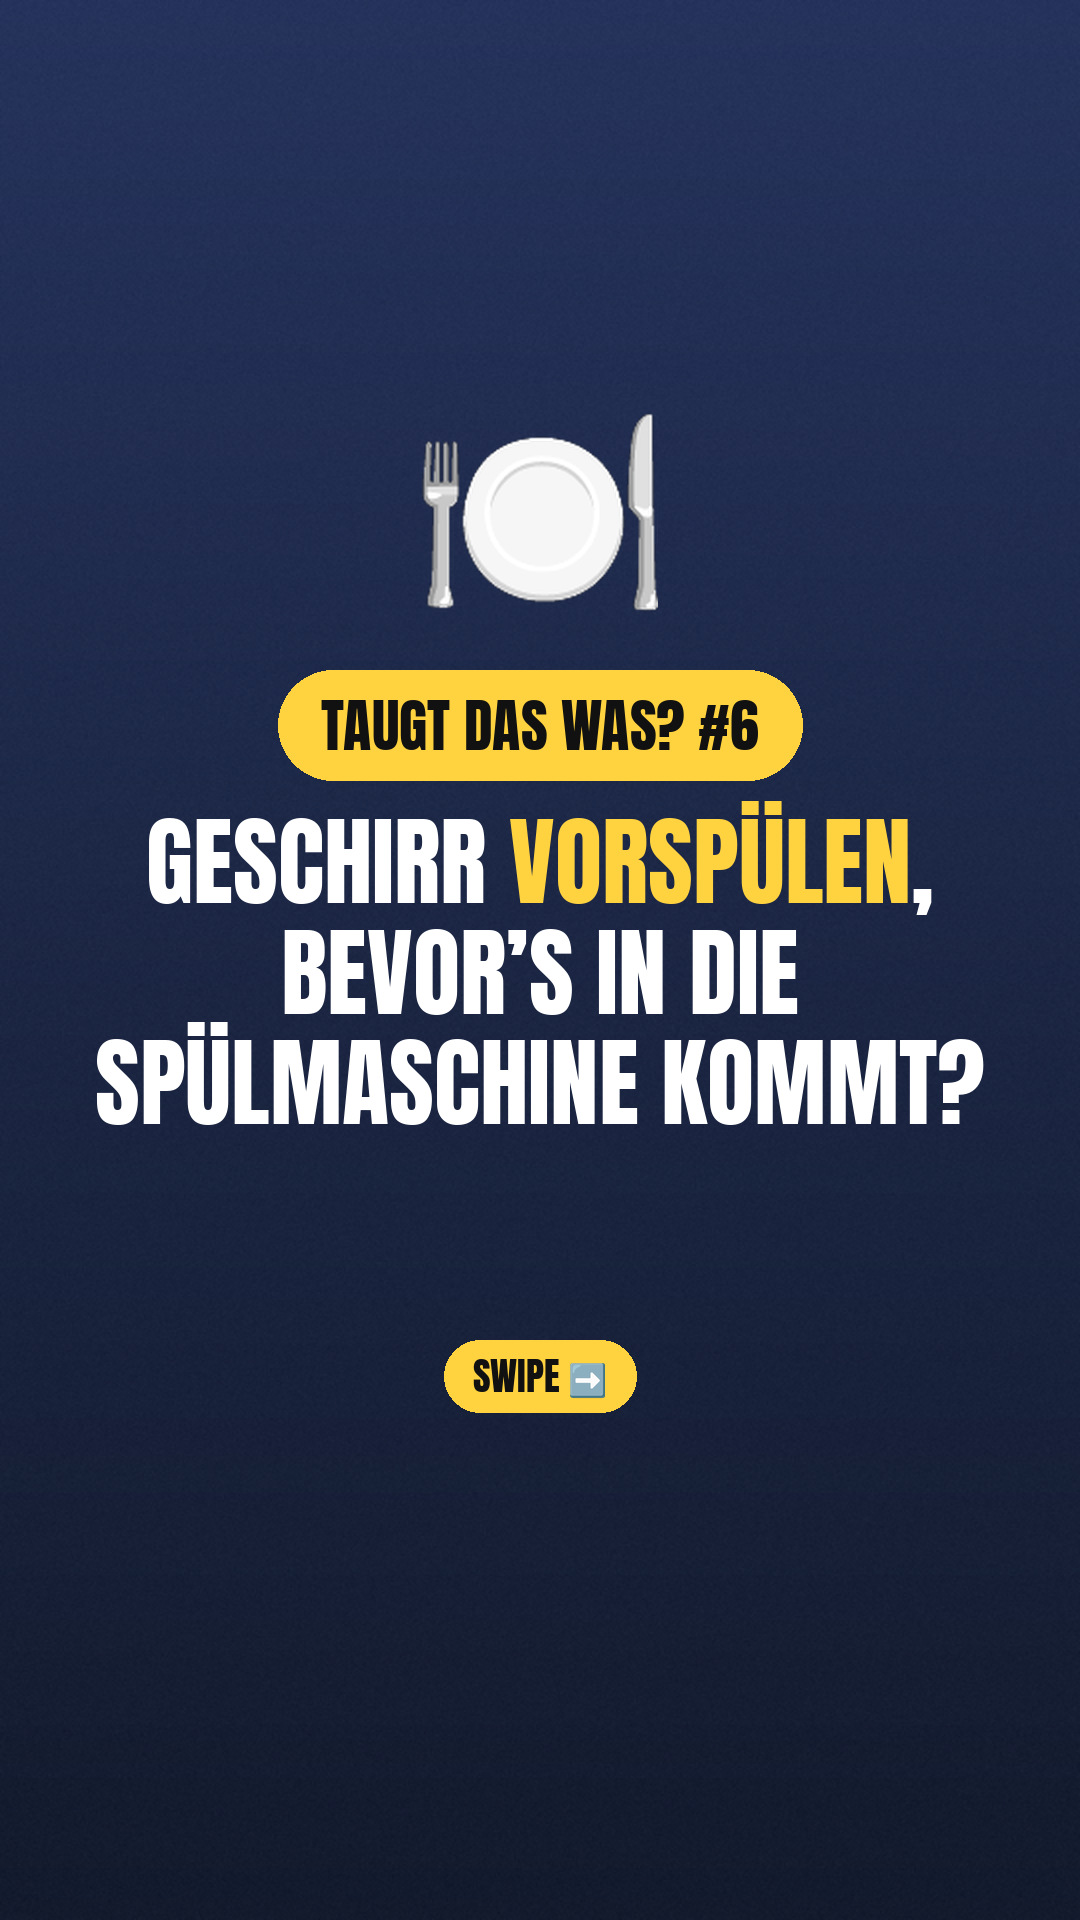 TAUGT DAS WAS? #6
GESCHIRR VORSPÜLEN,
BEVOR’S IN DIE
SPÜLMASCHINE KOMMT?
SWIPE ➡️